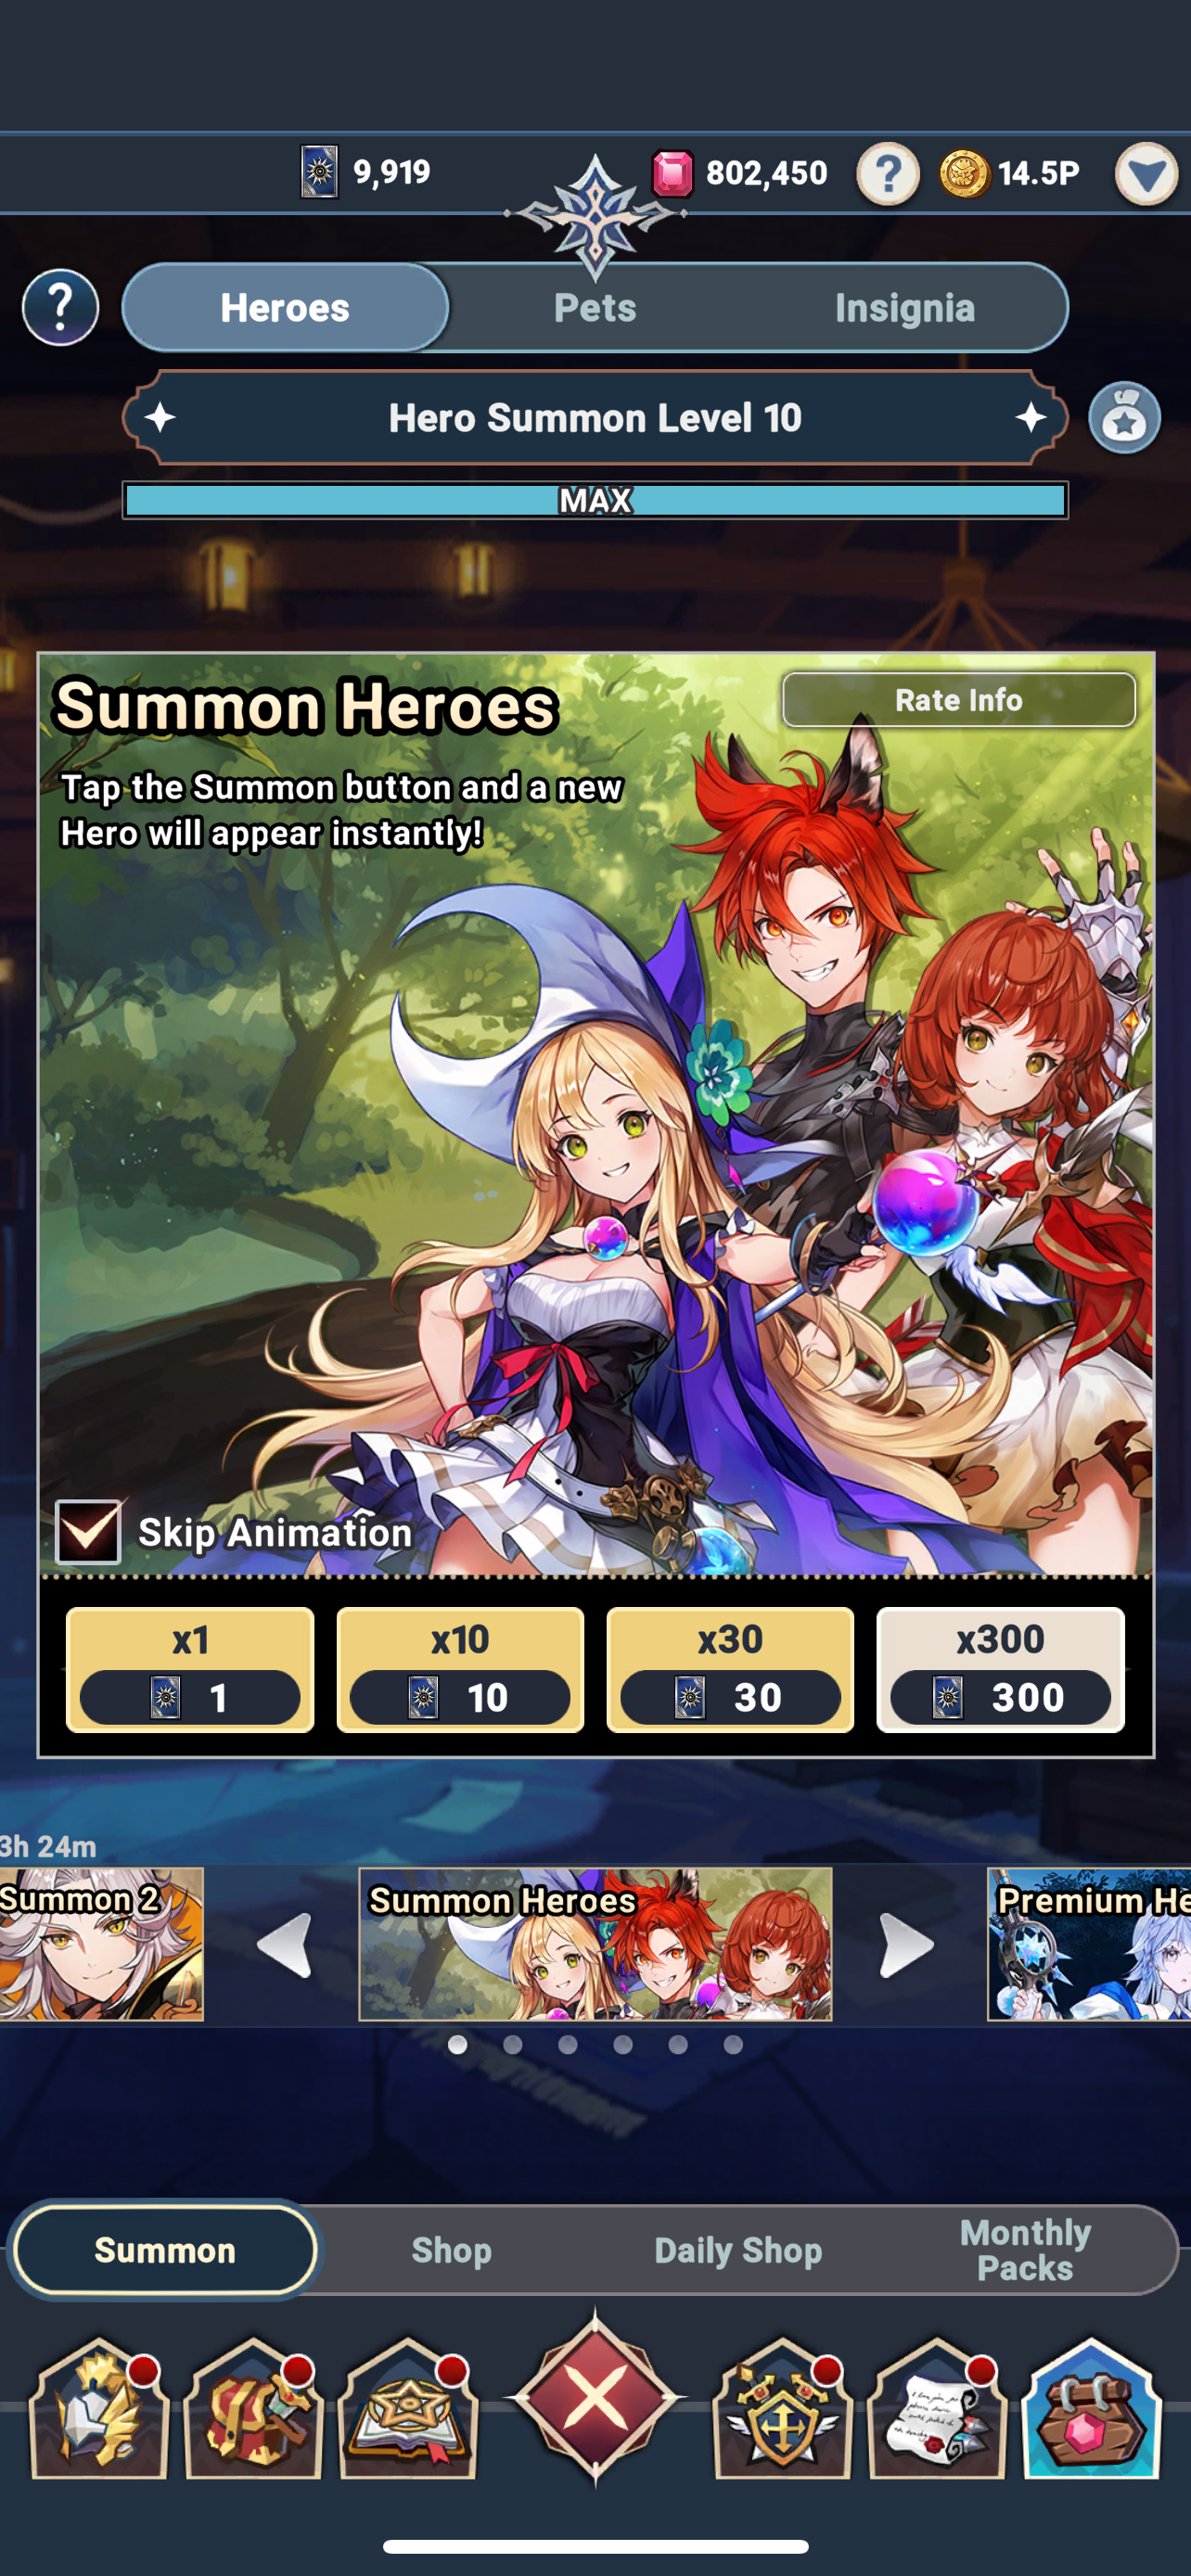 9,919
802,450
?
14.5P
?
Heroes
Pets
Insignia
Hero Summon Level 10
MAX
Summon Heroes
Rate Info
Tap the Summon button and a new
Hero will appear instantly!
Skip Animation
x1
x10
x30
x300
1
10
30
300
3h 24m
Summon 2
Summon Heroes
Premium He
Summon
Shop
Daily Shop
Monthly
Packs